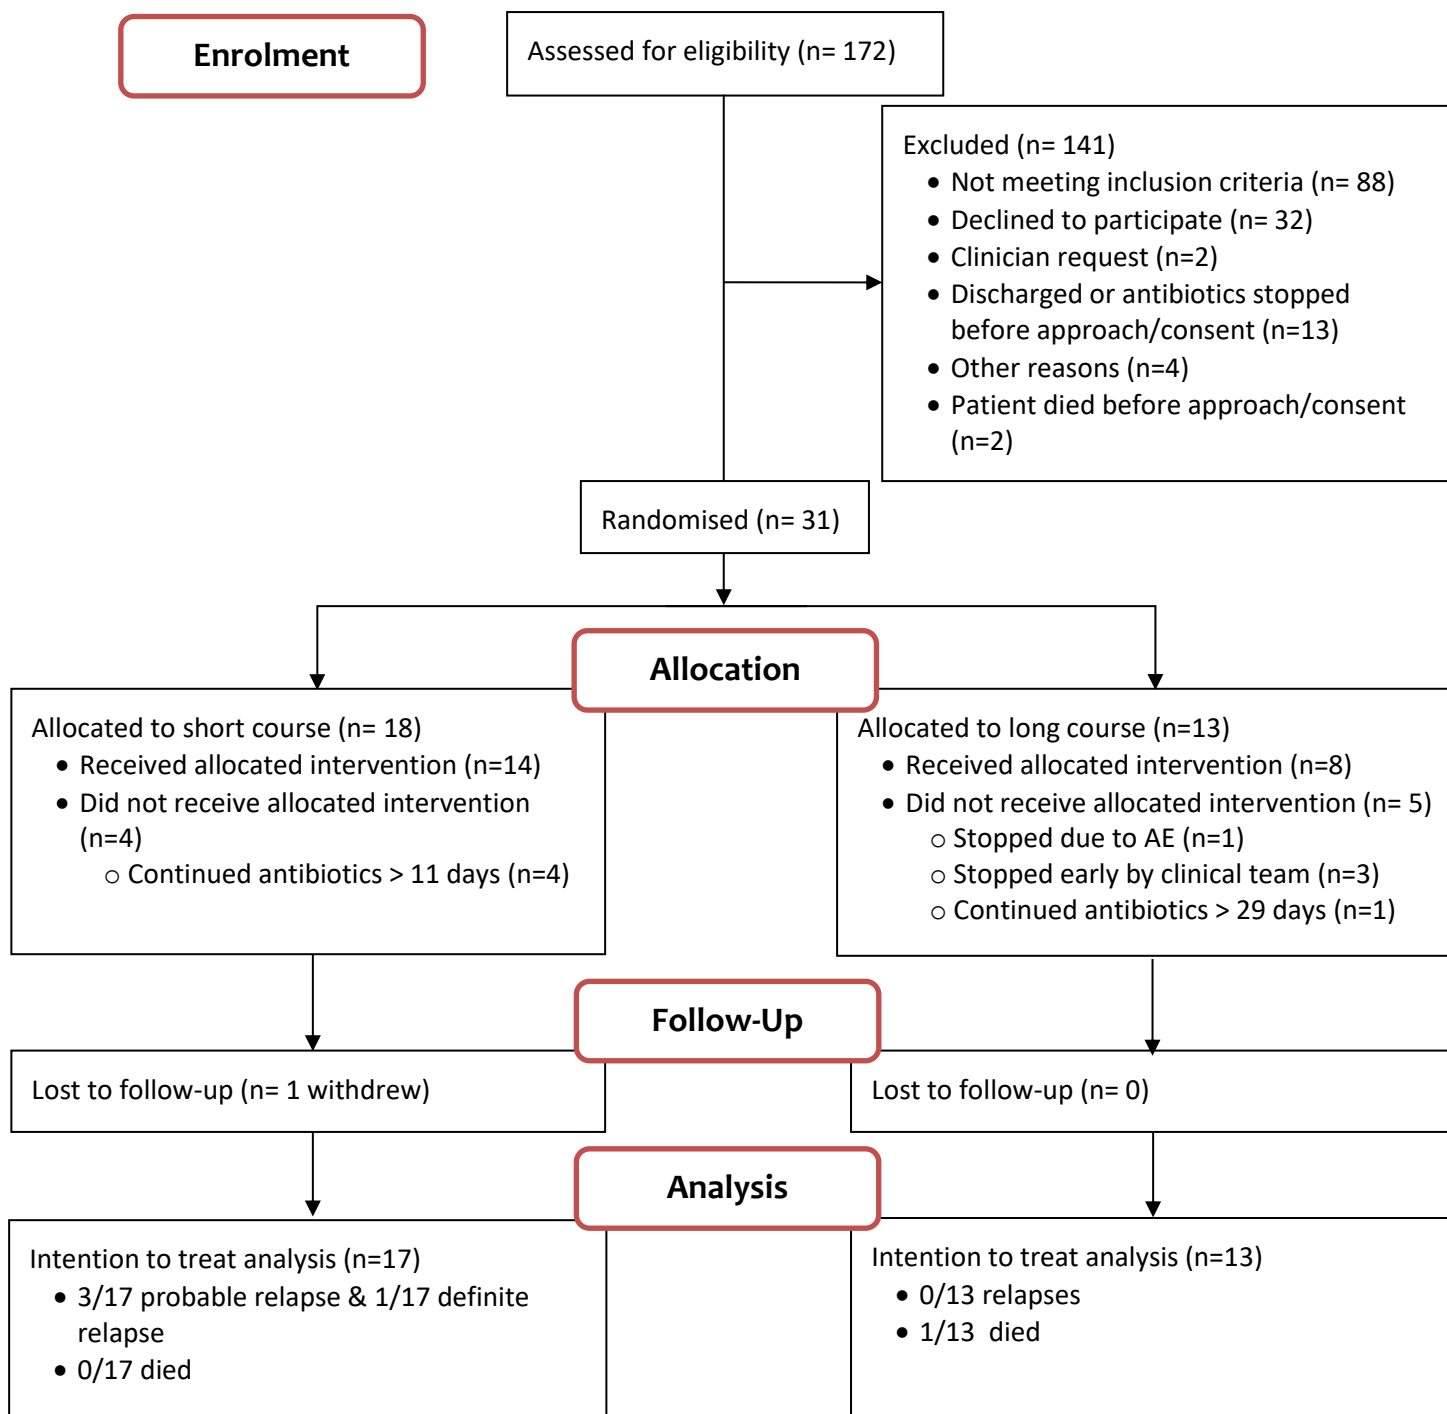 Enrolment
Assessed for eligibility (n= 172)
Excluded (n= 141)
• Not meeting inclusion criteria (n= 88)
• Declined to participate (n= 32)
• Clinician request (n=2)
• Discharged or antibiotics stopped
before approach/consent (n=13)
• Other reasons (n=4)
• Patient died before approach/consent
(n=2)
Randomised (n= 31)
Allocation
Allocated to short course (n= 18)
• Received allocated intervention (n=14)
• Did not receive allocated intervention
(n=4)
o Continued antibiotics > 11 days (n=4)
Allocated to long course (n=13)
• Received allocated intervention (n=8)
• Did not receive allocated intervention (n= 5)
o Stopped due to AE (n=1)
o Stopped early by clinical team (n=3)
o Continued antibiotics > 29 days (n=1)
Follow-Up
Lost to follow-up (n= 1 withdrew)
Lost to follow-up (n= 0)
Analysis
Intention to treat analysis (n=17)
• 3/17 probable relapse & 1/17 definite
relapse
• 0/17 died
Intention to treat analysis (n=13)
• 0/13 relapses
• 1/13 died